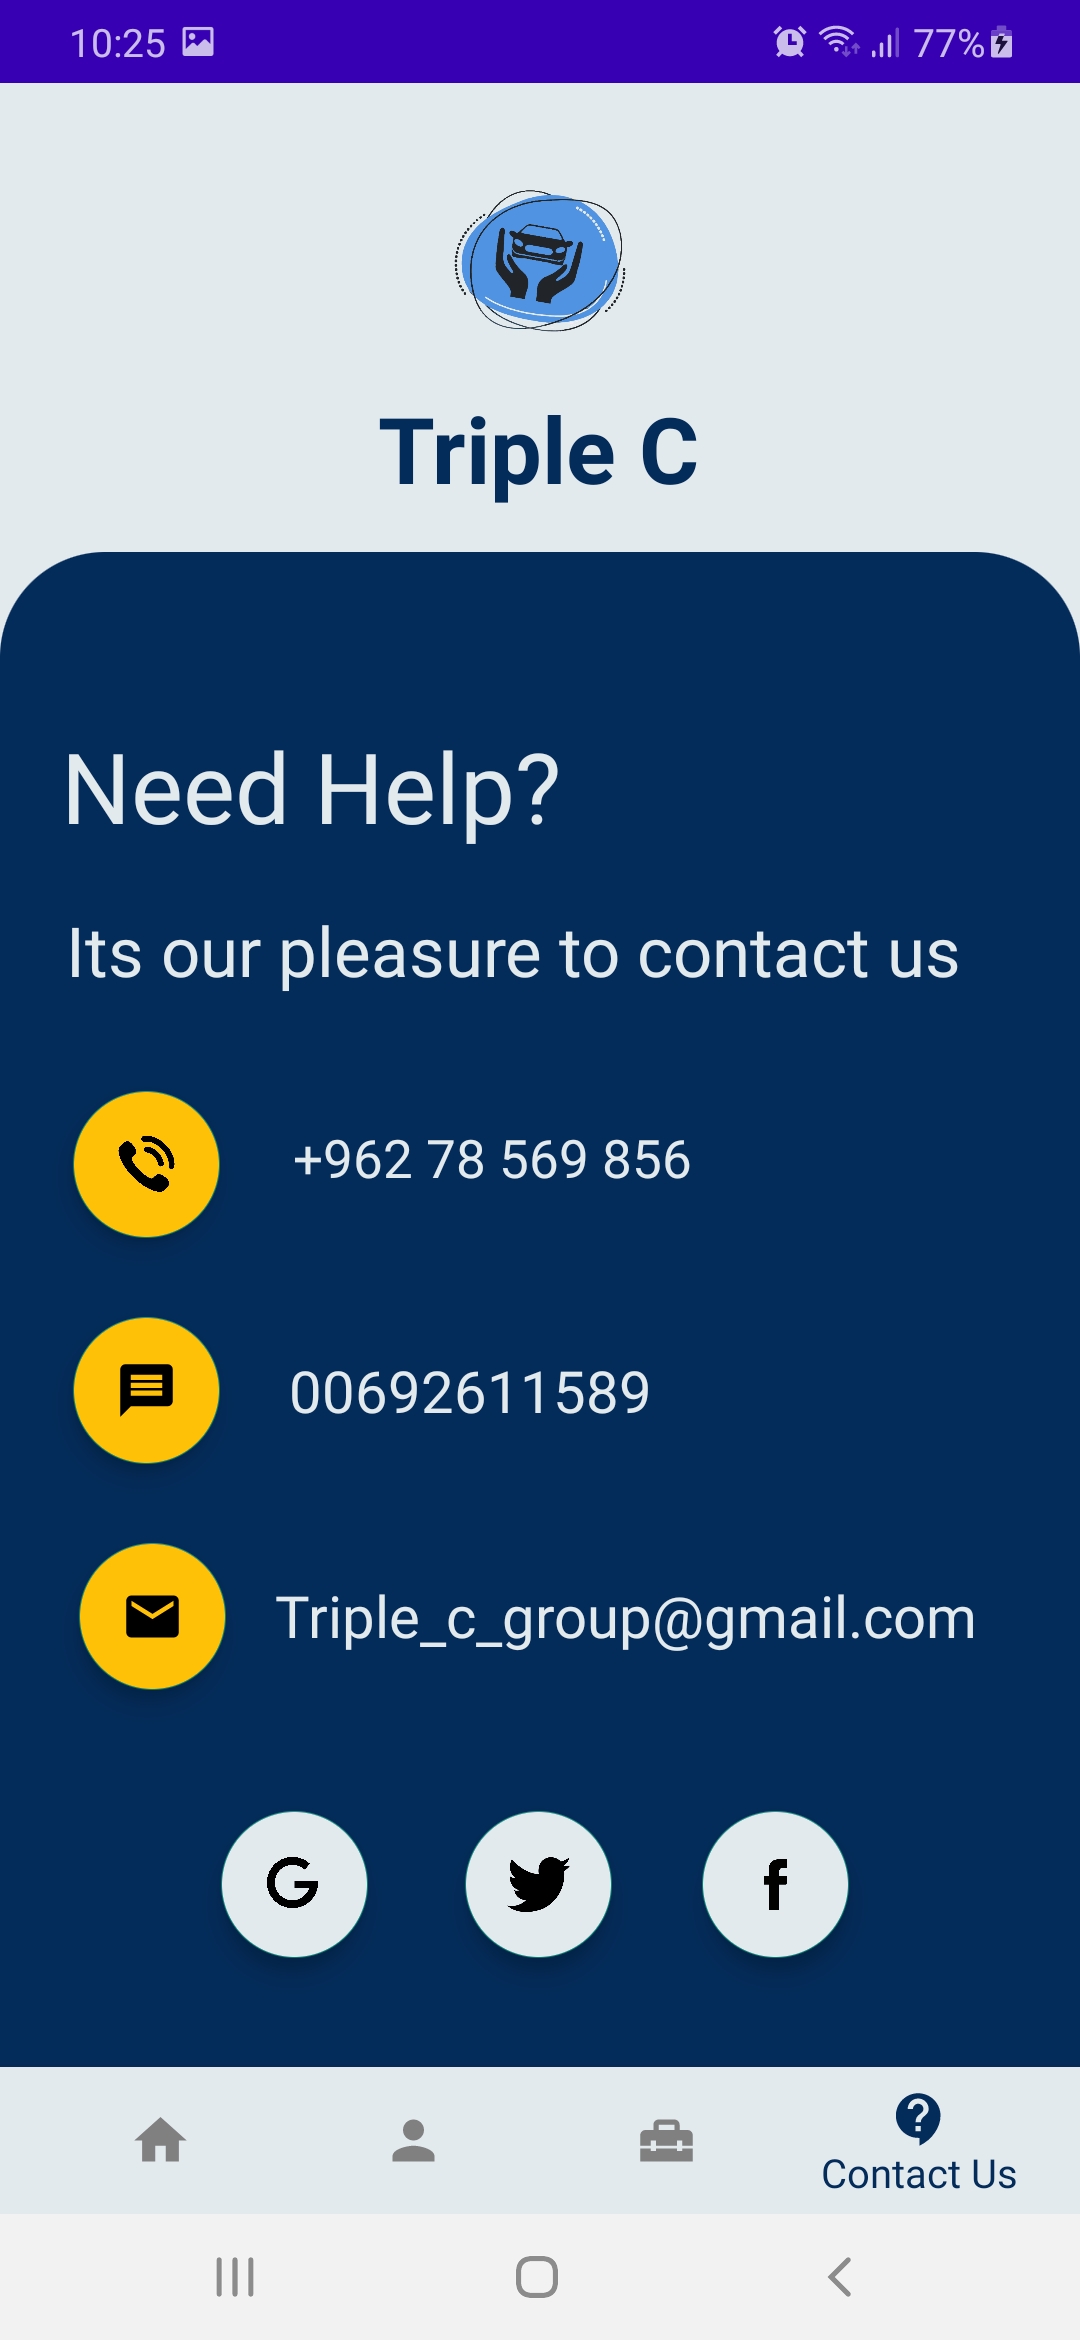 10:25 77%
Triple C
Need Help?
Its our pleasure to contact us
+962 78 569 856
00692611589
Triple_c_group@gmail.com
Contact Us